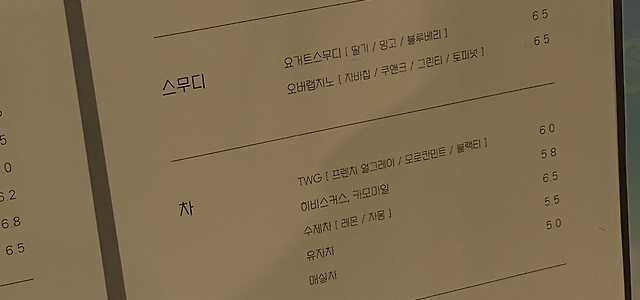 6.2
6.8
6.5
스무디
요거트스무디 [ 딸기 / 망고 / 블루베리 ] 6.5
오버랩치노 [ 자바칩 / 쿠앤크 / 그린티 / 토피넛 ] 6.5
차
TWG [ 프렌치 얼그레이 / 모로칸민트 / 블랙티 ] 6.0
히비스커스, 카모마일 5.8
수제차 [ 레몬 / 자몽 ] 6.5
유자차 5.5
매실차 5.0